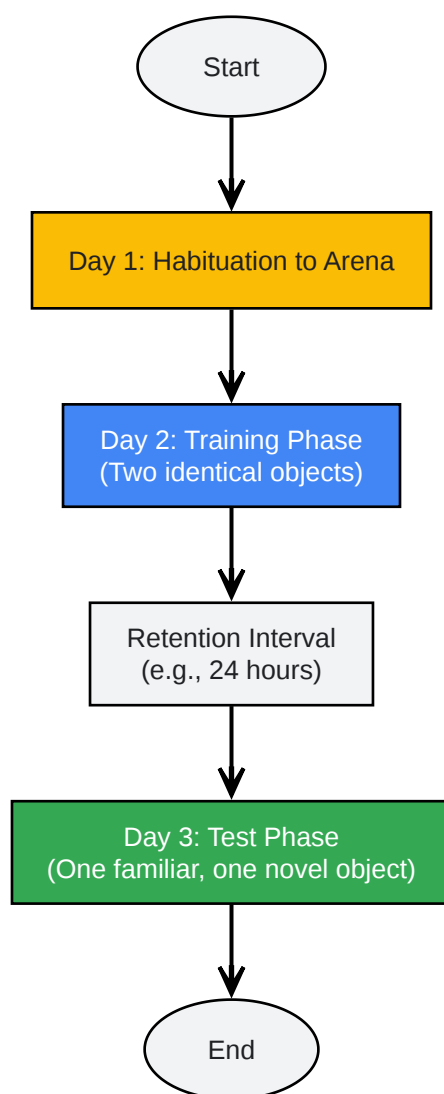 Start
Day 1: Habituation to Arena
Day 2: Training Phase
(Two identical objects)
Retention Interval
(e.g., 24 hours)
Day 3: Test Phase
(One familiar, one novel object)
End